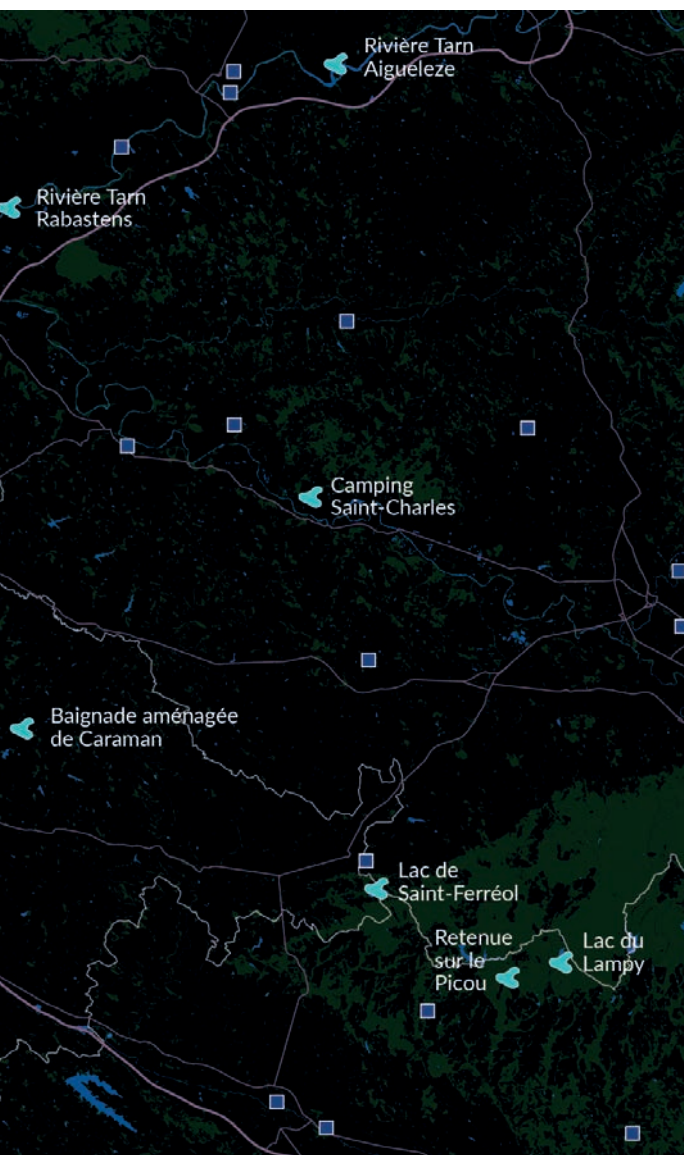 Rivière Tarn
Aigueleze
Rivière Tarn
Rabastens
Camping
Saint-Charles
Baignade aménagée
de Caraman
Lac de
Saint-Ferréol
Retenue
sur le
Picou
Lac du
Lampy